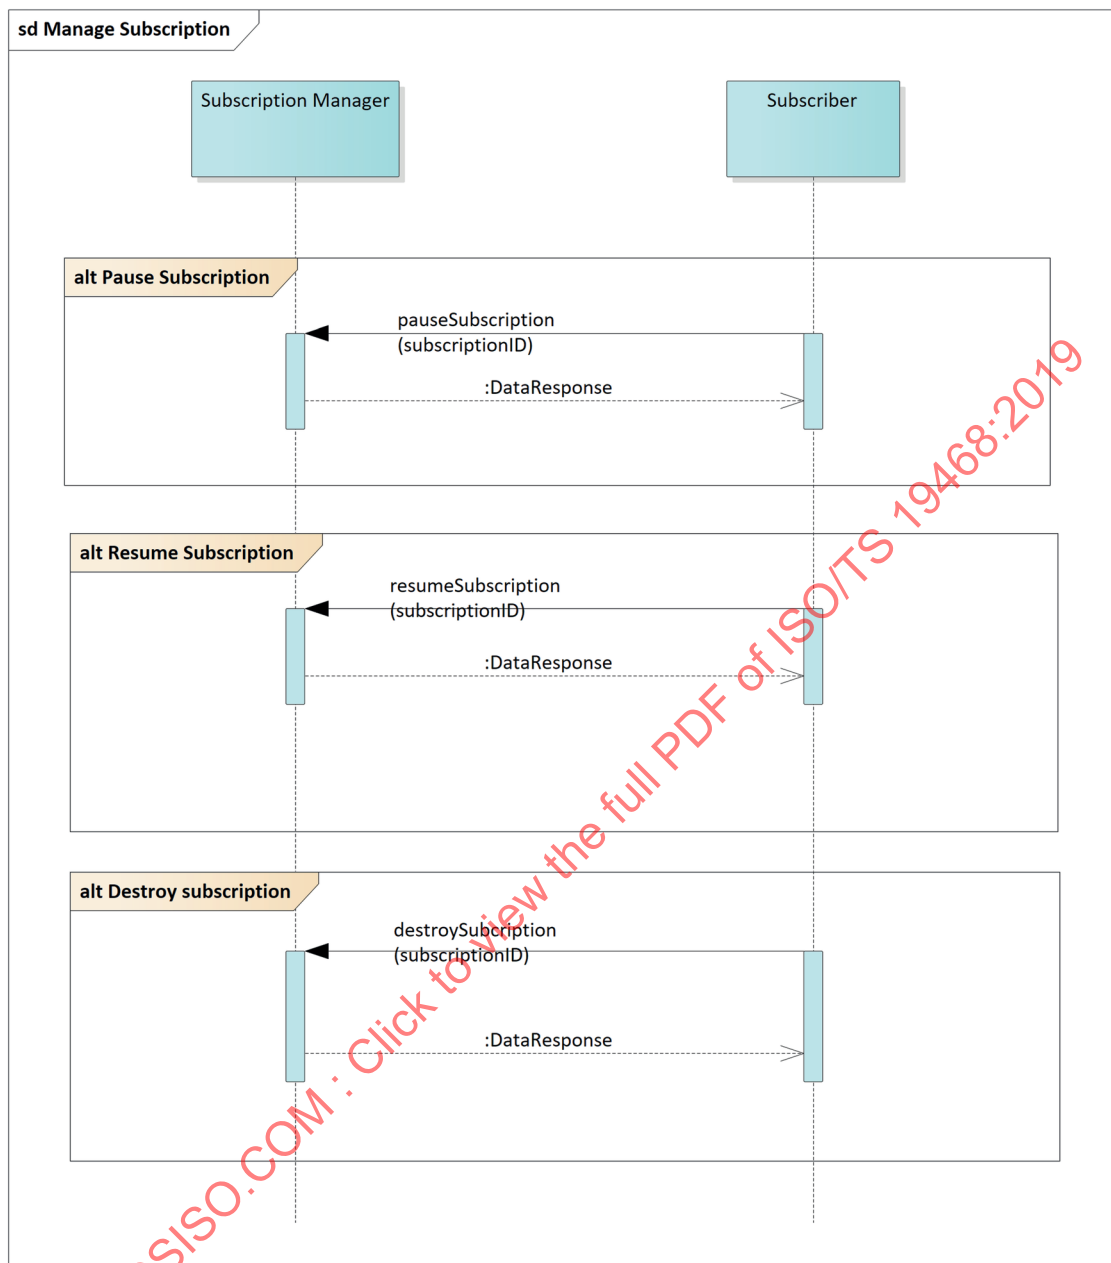 sd Manage Subscription
Subscription Manager
Subscriber
alt Pause Subscription
pauseSubscription
(subscriptionID)
:DataResponse
alt Resume Subscription
resumeSubscription
(subscriptionID)
:DataResponse
alt Destroy subscription
destroySubcription
(subscriptionID)
:DataResponse
SISO.COM : Click to view the full PDF of ISO/TS 19468:2019